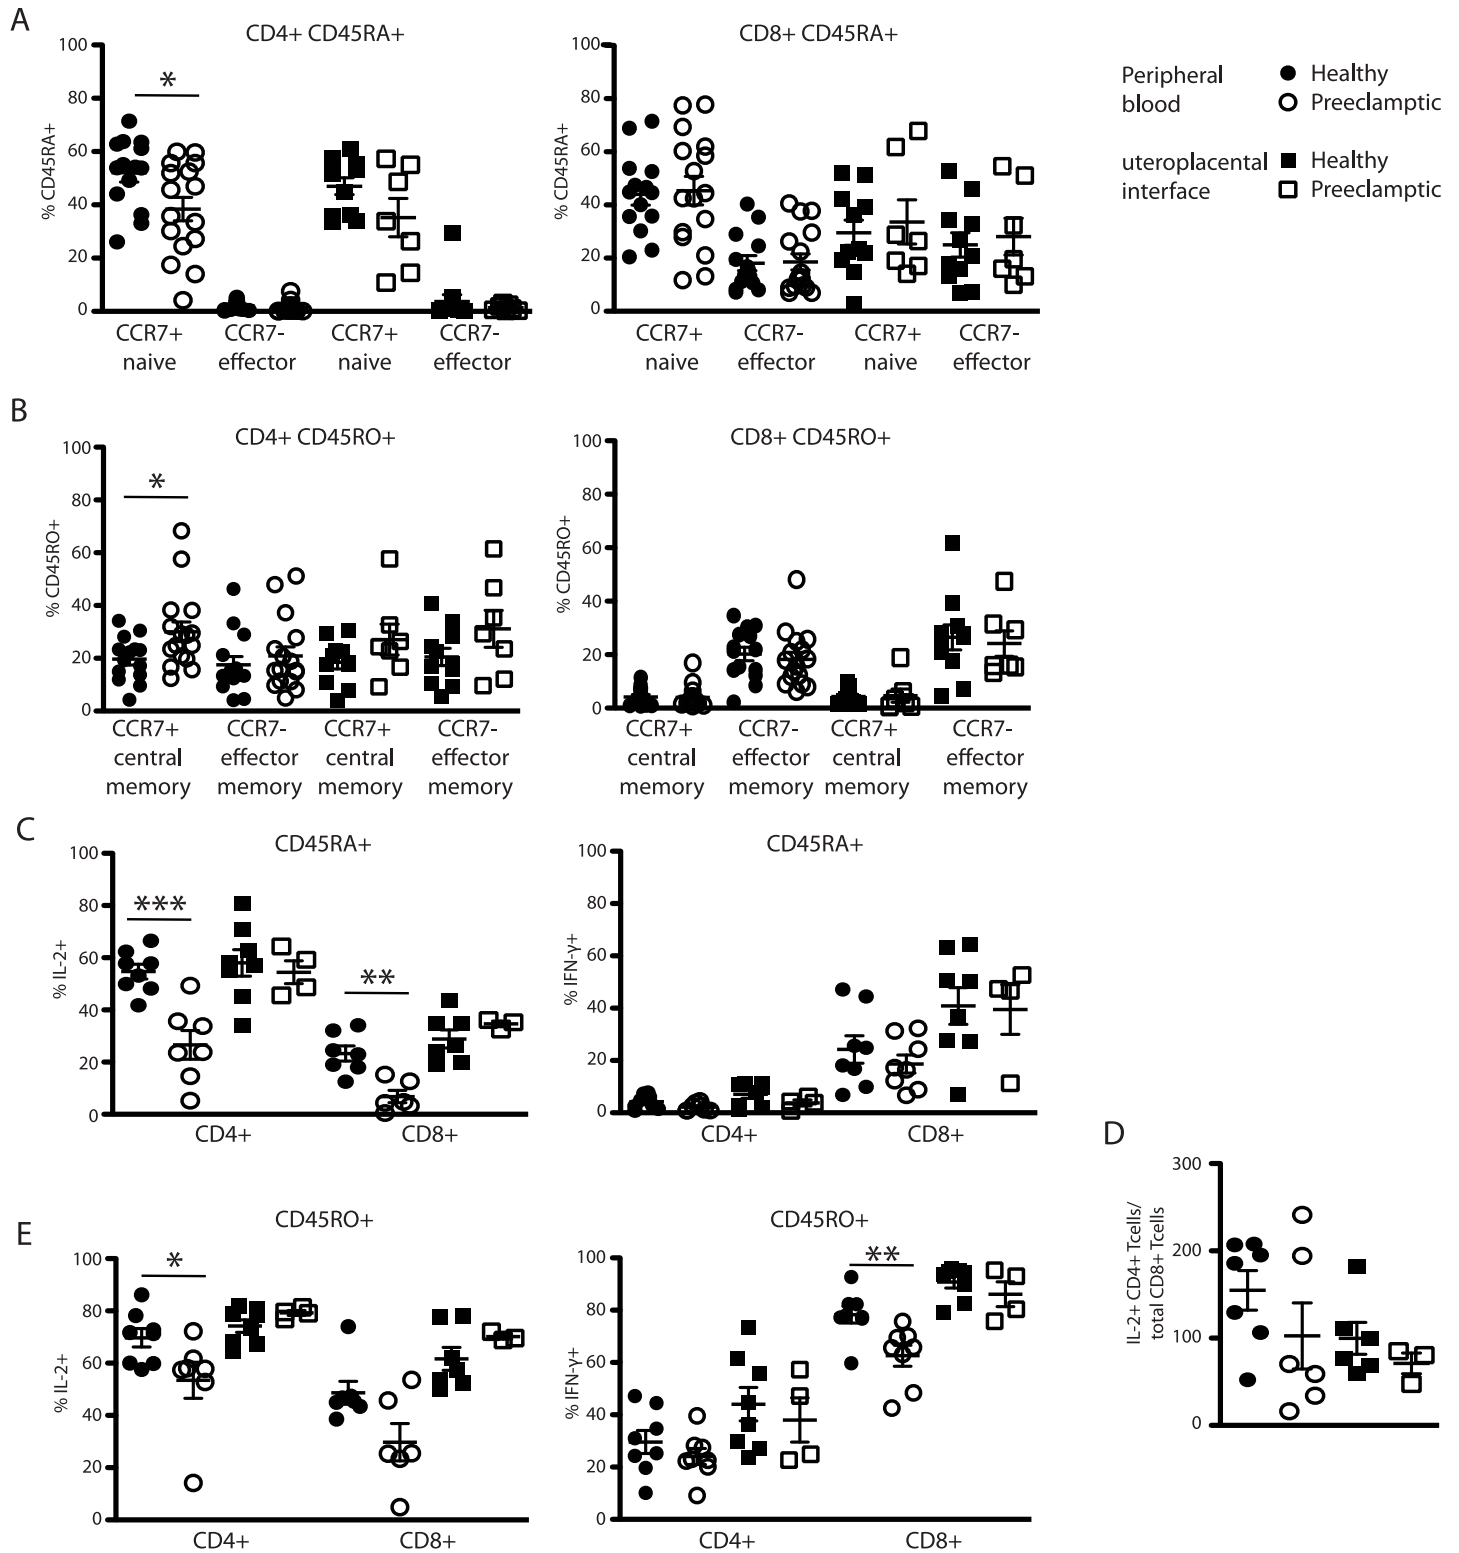 A
CD4+ CD45RA+
% CD45RA+
100
80
60
40
20
0
*
CCR7+
naive
CCR7-
effector
CCR7+
naive
CCR7-
effector
CD8+ CD45RA+
% CD45RA+
100
80
60
40
20
0
CCR7+
naive
CCR7-
effector
CCR7+
naive
CCR7-
effector
Peripheral
blood
Healthy
Preeclamptic
uteroplacental
interface
Healthy
Preeclamptic
B
CD4+ CD45RO+
% CD45RO+
100
80
60
40
20
0
*
CCR7+
central
memory
CCR7-
effector
memory
CCR7+
central
memory
CCR7-
effector
memory
CD8+ CD45RO+
% CD45RO+
100
80
60
40
20
0
CCR7+
central
memory
CCR7-
effector
memory
CCR7+
central
memory
CCR7-
effector
memory
C
CD45RA+
% IL-2+
100
80
60
40
20
0
***
**
CD4+
CD8+
CD45RA+
% IFN-γ+
100
80
60
40
20
0
CD4+
CD8+
D
IL-2+ CD4+ Tcells/
total CD8+ Tcells
300
200
100
0
E
CD45RO+
% IL-2+
100
80
60
40
20
0
*
CD4+
CD8+
CD45RO+
% IFN-γ+
100
80
60
40
20
0
**
CD4+
CD8+